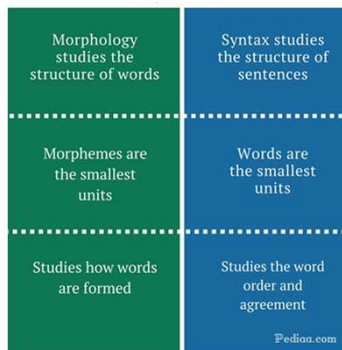 Morphology
studies the
structure of words
Syntax studies
the structure of
sentences
Morphemes are
the smallest
units
Words are
the smallest
units
Studies how words
are formed
Studies the word
order and
agreement
Pediaa.com